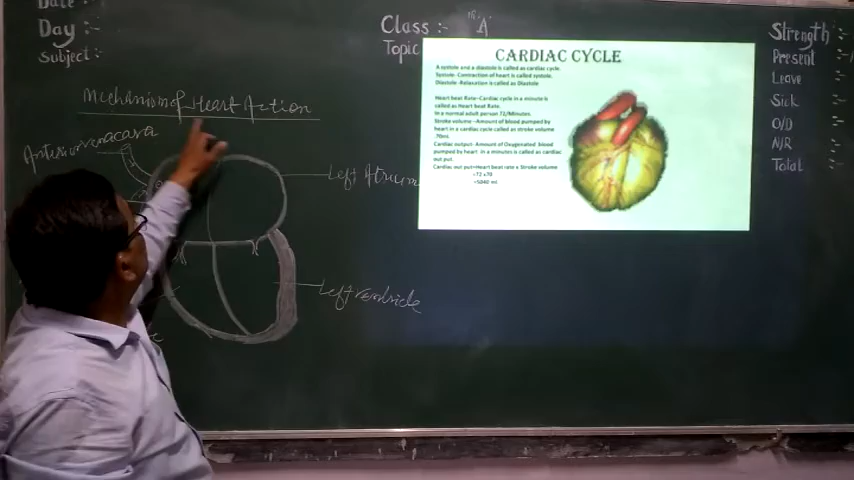 Date :-
Day :-
Subject:-
Class :- 'A'
Topic
Strength :-
Present :-
Leave :-
Sick :-
O/D :-
N/R :-
Total :-
Mechanism of Heart Action
Anterior venacava
Left Atrium
Left ventricle
CARDIAC CYCLE
A systole and a diastole is called as cardiac cycle.
Systole- Contraction of heart is called systole.
Diastole- Relaxation is called as Diastole
Heart beat Rate-Cardiac cycle in a minute is
called as Heart beat Rate.
In a normal adult person 72/Minutes.
Stroke volume –Amount of blood pumped by
heart in a cardiac cycle called as stroke volume
70ml
Cardiac output- Amount of Oxygenated blood
pumped by heart in a minutes is called as cardiac
out put.
Cardiac out put=Heart beat rate x Stroke volume
=72 x70
=5040 ml